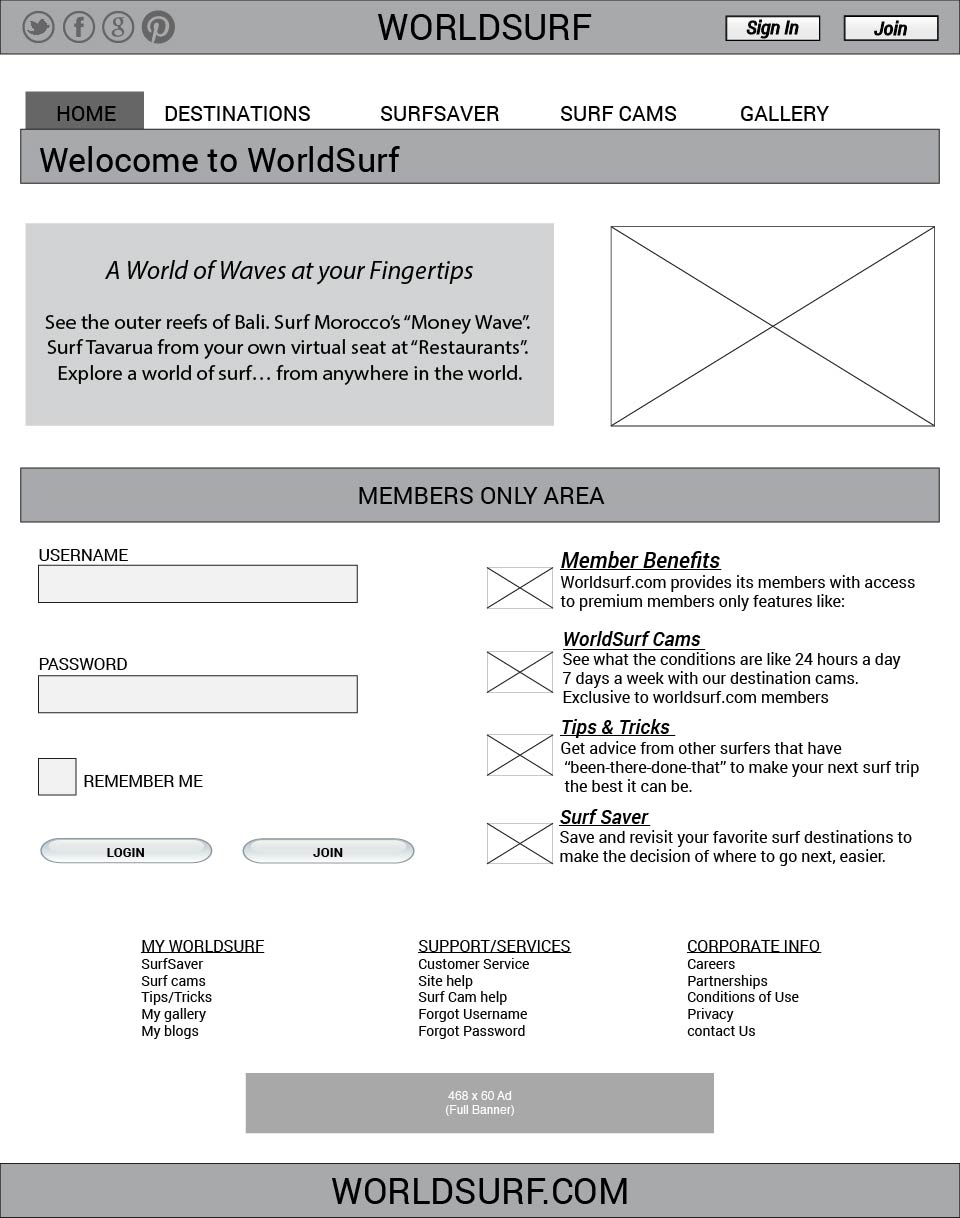 WORLDSURF
Sign In
Join
HOME
DESTINATIONS
SURFSAVER
SURF CAMS
GALLERY
Welocome to WorldSurf
A World of Waves at your Fingertips
See the outer reefs of Bali. Surf Morocco’s “Money Wave”.
Surf Tavarua from your own virtual seat at “Restaurants”.
Explore a world of surf… from anywhere in the world.
MEMBERS ONLY AREA
USERNAME
PASSWORD
REMEMBER ME
LOGIN
JOIN
Member Benefits
Worldsurf.com provides its members with access
to premium members only features like:
WorldSurf Cams
See what the conditions are like 24 hours a day
7 days a week with our destination cams.
Exclusive to worldsurf.com members
Tips & Tricks
Get advice from other surfers that have
“been-there-done-that” to make your next surf trip
the best it can be.
Surf Saver
Save and revisit your favorite surf destinations to
make the decision of where to go next, easier.
MY WORLDSURF
SurfSaver
Surf cams
Tips/Tricks
My gallery
My blogs
SUPPORT/SERVICES
Customer Service
Site help
Surf Cam help
Forgot Username
Forgot Password
CORPORATE INFO
Careers
Partnerships
Conditions of Use
Privacy
contact Us
468 x 60 Ad
(Full Banner)
WORLDSURF.COM